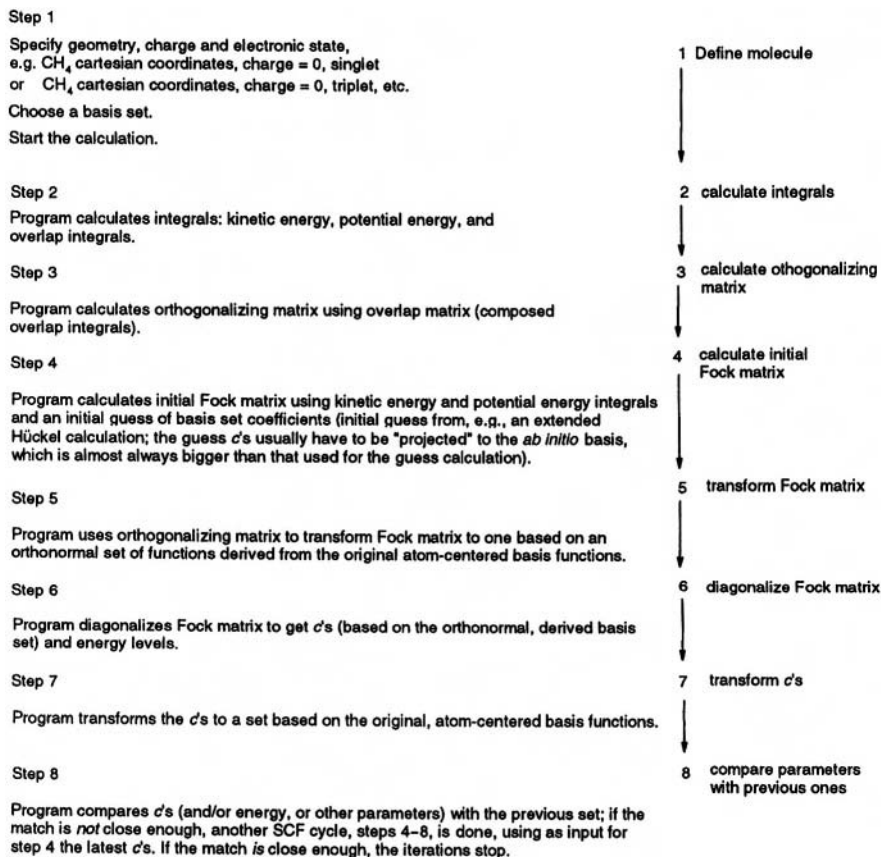 Step 1
Specify geometry, charge and electronic state,
e.g. CH₄ cartesian coordinates, charge = 0, singlet
or CH₄ cartesian coordinates, charge = 0, triplet, etc.
Choose a basis set.
Start the calculation.
1 Define molecule
Step 2
Program calculates integrals: kinetic energy, potential energy, and
overlap integrals.
2 calculate integrals
Step 3
Program calculates orthogonalizing matrix using overlap matrix (composed
overlap integrals).
3 calculate othogonalizing
matrix
Step 4
Program calculates initial Fock matrix using kinetic energy and potential energy integrals
and an initial guess of basis set coefficients (initial guess from, e.g., an extended
Hückel calculation; the guess c's usually have to be "projected" to the ab initio basis,
which is almost always bigger than that used for the guess calculation).
4 calculate initial
Fock matrix
Step 5
Program uses orthogonalizing matrix to transform Fock matrix to one based on an
orthonormal set of functions derived from the original atom-centered basis functions.
5 transform Fock matrix
Step 6
Program diagonalizes Fock matrix to get c's (based on the orthonormal, derived basis
set) and energy levels.
6 diagonalize Fock matrix
Step 7
Program transforms the c's to a set based on the original, atom-centered basis functions.
7 transform c's
Step 8
Program compares c's (and/or energy, or other parameters) with the previous set; if the
match is not close enough, another SCF cycle, steps 4–8, is done, using as input for
step 4 the latest c's. If the match is close enough, the iterations stop.
8 compare parameters
with previous ones